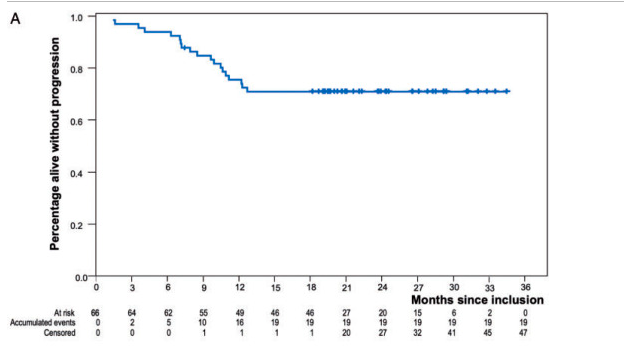 A
Percentage alive without progression
1.0
0.8
0.6
0.4
0.2
0.0
0 3 6 9 12 15 18 21 24 27 30 33 36
Months since inclusion
At risk 66 64 62 55 49 46 46 27 20 15 6 2 0
Accumulated events 0 2 5 10 16 19 19 19 19 19 19 19 19
Censored 0 0 0 1 1 1 1 20 27 32 41 45 47